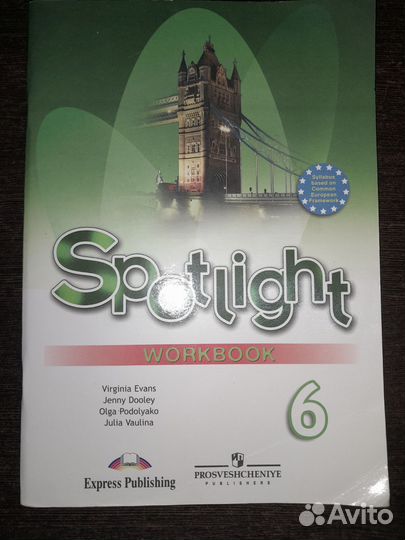 Syllabus
based on
Common
European
Framework
Spotlight
WORKBOOK
Virginia Evans
Jenny Dooley
Olga Podolyako
Julia Vaulina
6
Express Publishing
PROSVESHCHENIYE
PUBLISHERS
Avito